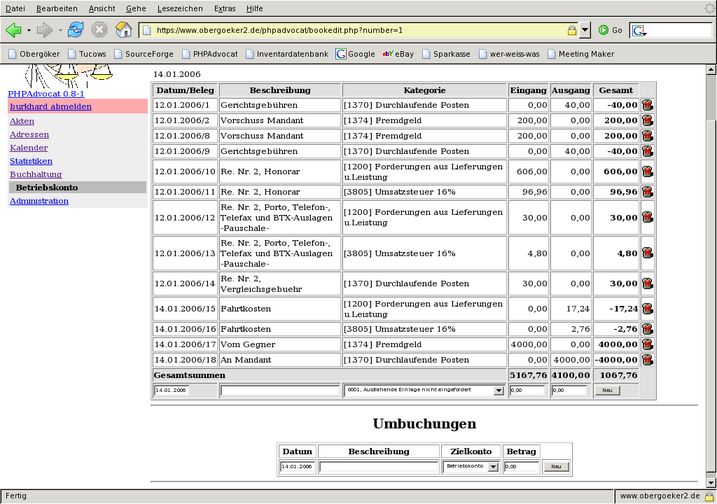 Datei Bearbeiten Ansicht Gehe Lesezeichen Extras Hilfe
https://www.obergoeker2.de/phpadvocat/bookedit.php?number=1 Go
Obergöker Tucows SourceForge PHPAdvocat Inventardatenbank Google eBay Sparkasse wer-weiss-was Meeting Maker
PHPAdvocat 0.8-1
burkhard abmelden
Akten
Adressen
Kalender
Statistiken
Buchhaltung
Betriebskonto
Administration
14.01.2006
Datum/Beleg Beschreibung Kategorie Eingang Ausgang Gesamt
12.01.2006/1 Gerichtsgebühren [1370] Durchlaufende Posten 0,00 40,00 -40,00
12.01.2006/2 Vorschuss Mandant [1374] Fremdgeld 200,00 0,00 200,00
12.01.2006/8 Vorschuss Mandant [1374] Fremdgeld 200,00 0,00 200,00
12.01.2006/9 Gerichtsgebühren [1370] Durchlaufende Posten 0,00 40,00 -40,00
12.01.2006/10 Re. Nr. 2, Honorar [1200] Forderungen aus Lieferungen
u.Leistung 606,00 0,00 606,00
12.01.2006/11 Re. Nr. 2, Honorar [3805] Umsatzsteuer 16% 96,96 0,00 96,96
12.01.2006/12 Re. Nr. 2, Porto, Telefon-,
Telefax und BTX-Auslagen
-Pauschale- [1200] Forderungen aus Lieferungen
u.Leistung 30,00 0,00 30,00
12.01.2006/13 Re. Nr. 2, Porto, Telefon-,
Telefax und BTX-Auslagen
-Pauschale- [3805] Umsatzsteuer 16% 4,80 0,00 4,80
12.01.2006/14 Re. Nr. 2,
Vergleichsgebuehr [1370] Durchlaufende Posten 30,00 0,00 30,00
14.01.2006/15 Fahrtkosten [1200] Forderungen aus Lieferungen
u.Leistung 0,00 17,24 -17,24
14.01.2006/16 Fahrtkosten [3805] Umsatzsteuer 16% 0,00 2,76 -2,76
14.01.2006/17 Vom Gegner [1374] Fremdgeld 4000,00 0,00 4000,00
14.01.2006/18 An Mandant [1370] Durchlaufende Posten 0,00 4000,00 -4000,00
Gesamtsummen 5167,76 4100,00 1067,76
14.01.2006 0001, Austehende Einlage nicht eingefordert 0,00 0,00 Neu
Umbuchungen
Datum Beschreibung Zielkonto Betrag
14.01.2006 Betriebskonto 0,00 Neu
Fertig www.obergoeker2.de